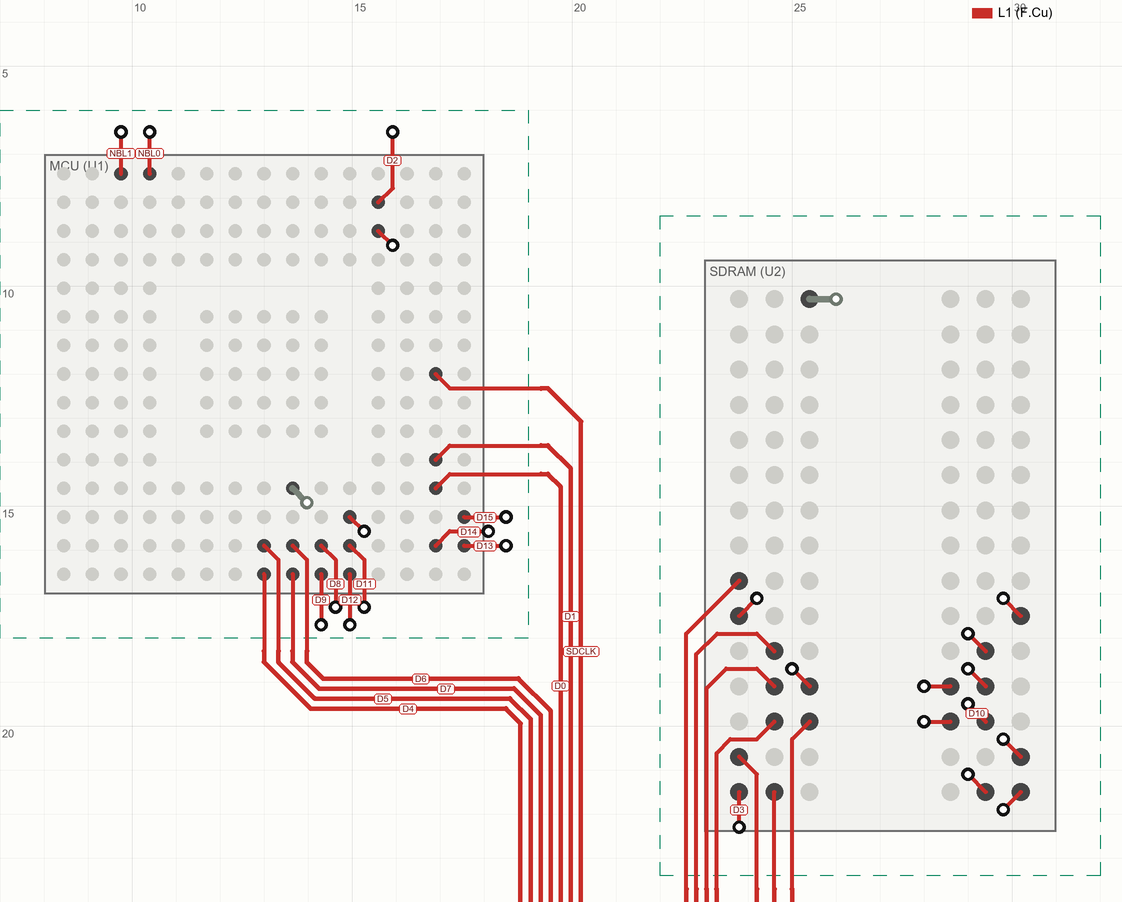 10 15 20 25 30
L1 (F.Cu)
5
NBL1 NBL0 D2
MCU (U1)
SDRAM (U2)
10
15
D15
D14
D13
D8 D11
D9 D12
D1
SDCLK
D6 D0
D7
D5
D4
D10
20
D3